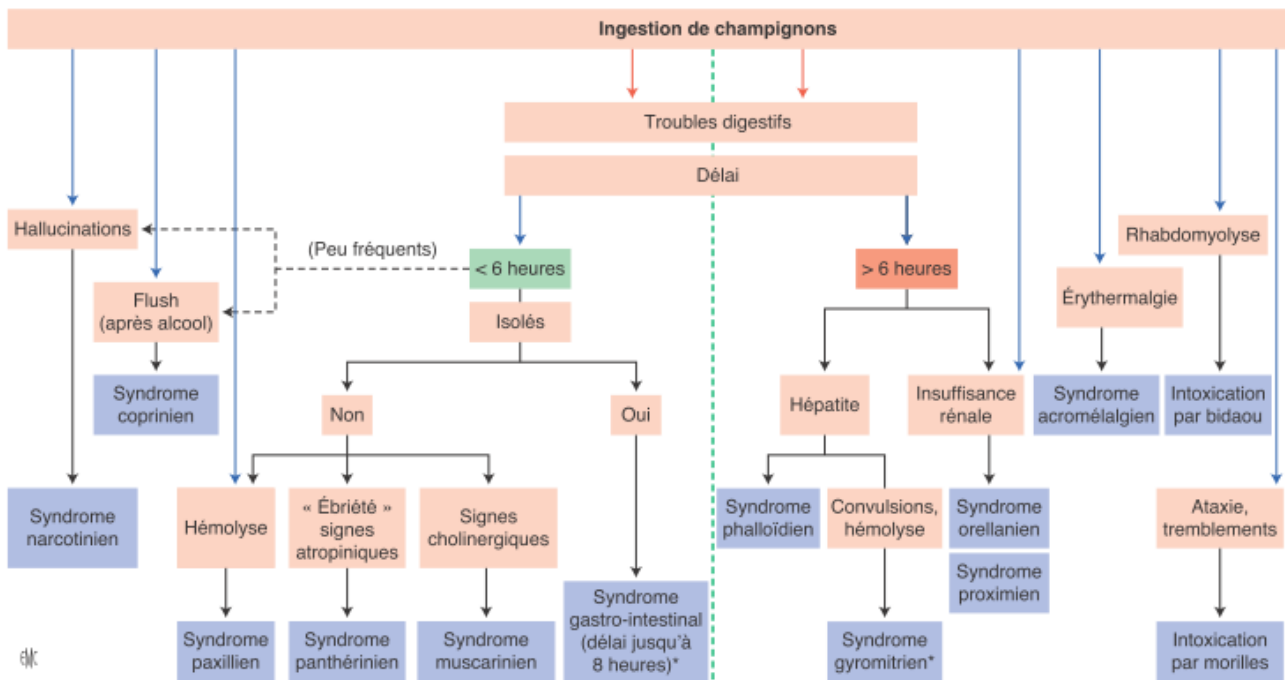 Ingestion de champignons
Troubles digestifs
Délai
Hallucinations
(Peu fréquents)
< 6 heures
> 6 heures
Rhabdomyolyse
Flush
(après alcool)
Isolés
Érythermalgie
Syndrome
coprinien
Non
Oui
Hépatite
Insuffisance
rénale
Syndrome
acromélalgien
Intoxication
par bidaou
Syndrome
narcotinien
Hémolyse
« Ébriété »
signes
atropiniques
Signes
cholinergiques
Syndrome
phalloïdien
Convulsions,
hémolyse
Syndrome
orellanien
Syndrome
proximien
Ataxie,
tremblements
Syndrome
paxillien
Syndrome
panthérinien
Syndrome
muscarinien
Syndrome
gastro-intestinal
(délai jusqu'à
8 heures)*
Syndrome
gyromitrien*
Intoxication
par morilles
EMC